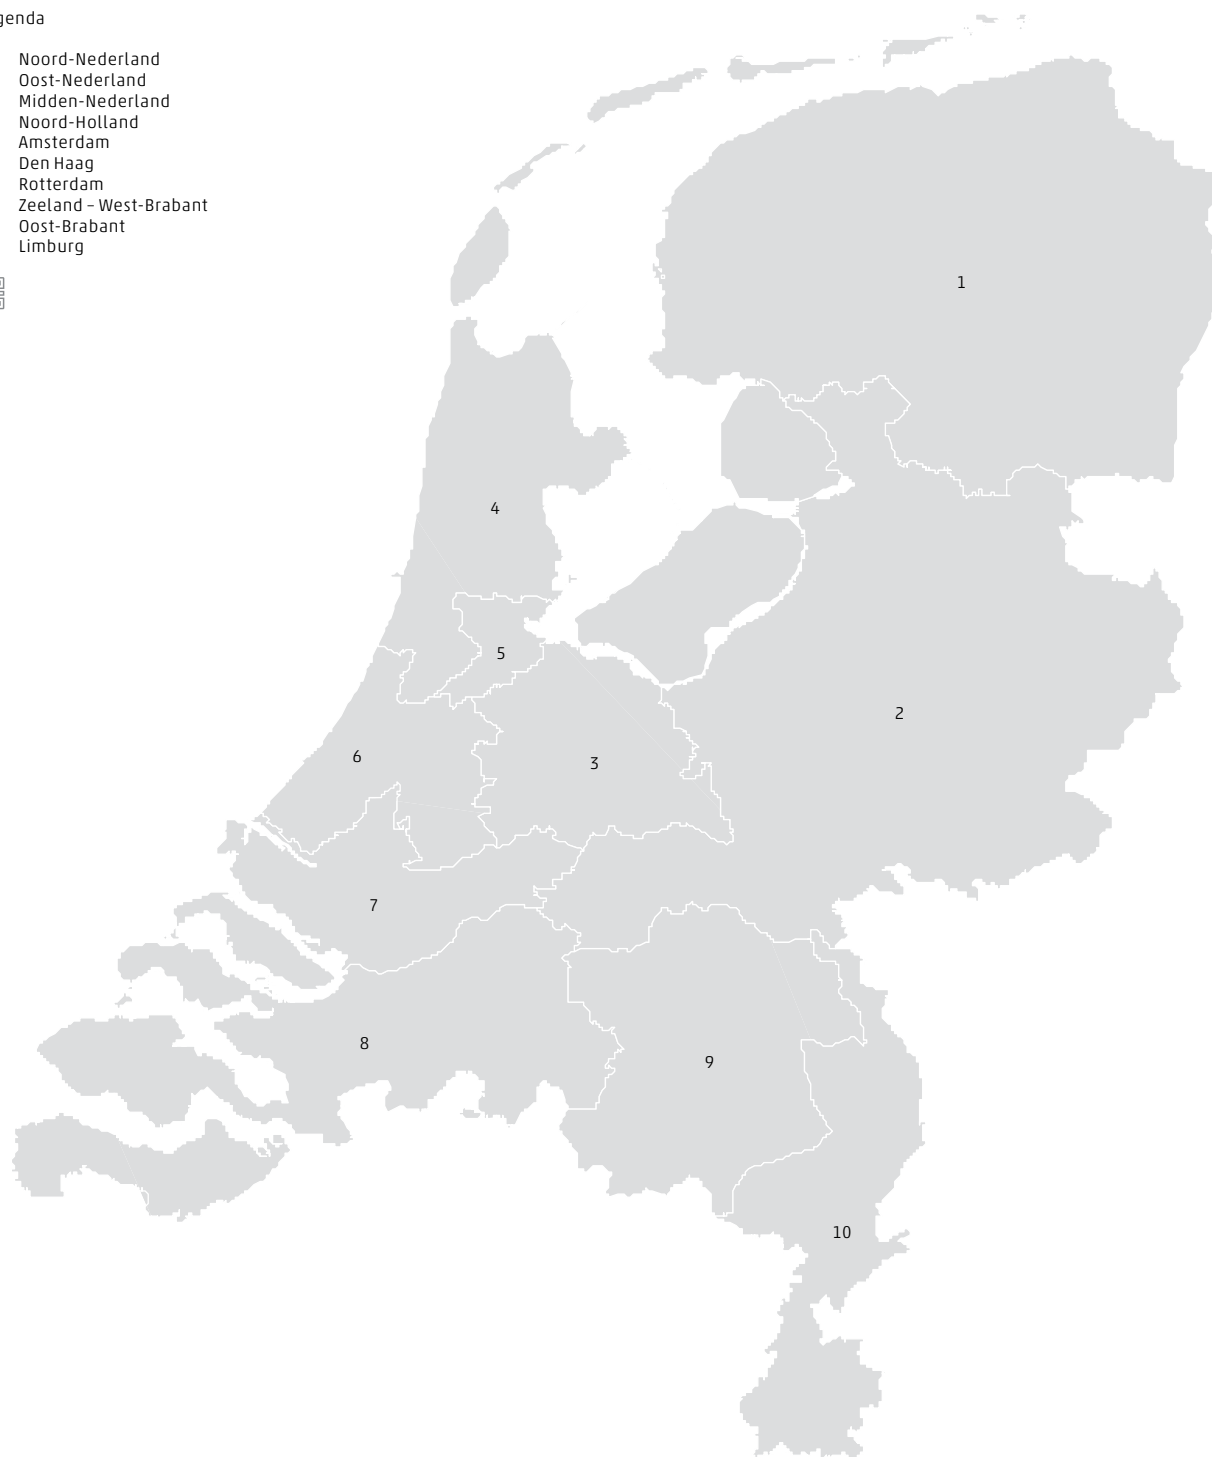 genda
Noord-Nederland
Oost-Nederland
Midden-Nederland
Noord-Holland
Amsterdam
Den Haag
Rotterdam
Zeeland – West-Brabant
Oost-Brabant
Limburg
1
4
5
2
6
3
7
8
9
10